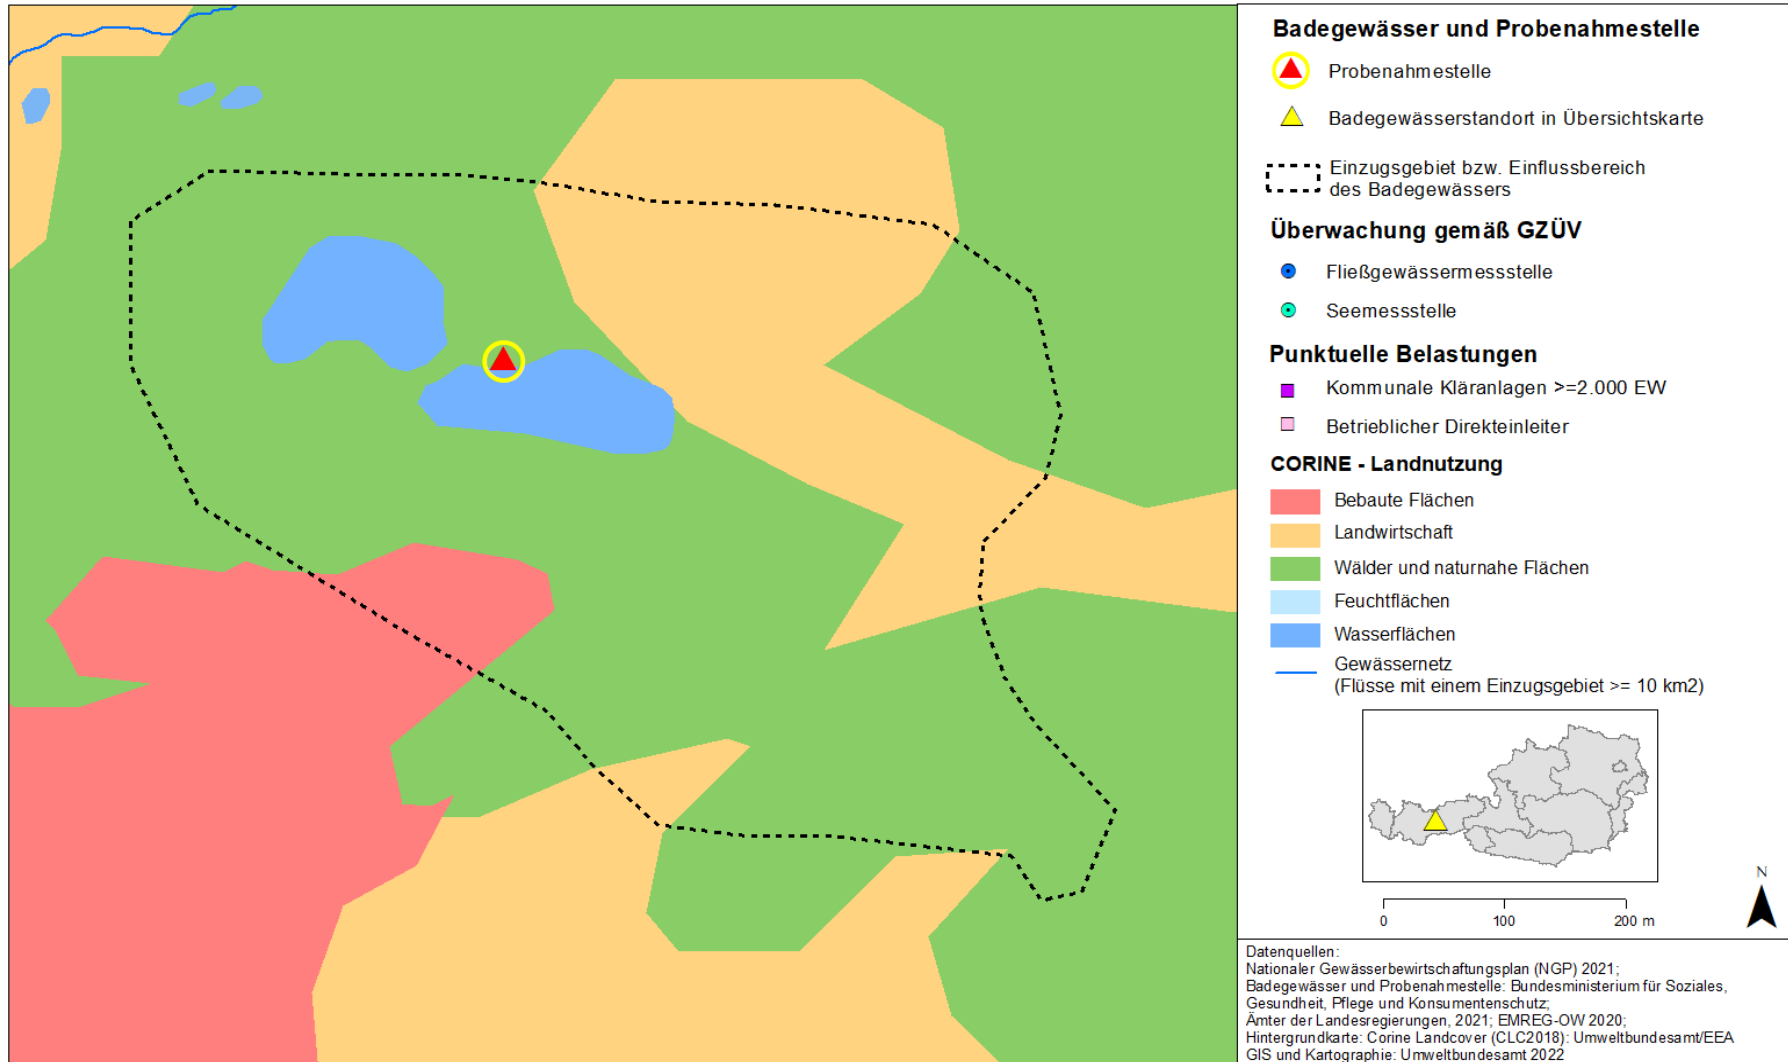 Badegewässer und Probenahmestelle
Probenahmestelle
Badegewässerstandort in Übersichtskarte
Einzugsgebiet bzw. Einflussbereich
des Badegewässers
Überwachung gemäß GZÜV
Fließgewässermessstelle
Seemessstelle
Punktuelle Belastungen
Kommunale Kläranlagen >=2.000 EW
Betrieblicher Direkteinleiter
CORINE - Landnutzung
Bebaute Flächen
Landwirtschaft
Wälder und naturnahe Flächen
Feuchtflächen
Wasserflächen
Gewässernetz
(Flüsse mit einem Einzugsgebiet >= 10 km2)
N
0 100 200 m
Datenquellen:
Nationaler Gewässerbewirtschaftungsplan (NGP) 2021;
Badegewässer und Probenahmestelle: Bundesministerium für Soziales,
Gesundheit, Pflege und Konsumentenschutz;
Ämter der Landesregierungen, 2021; EMREG-OW 2020;
Hintergrundkarte: Corine Landcover (CLC2018): Umweltbundesamt/EEA
GIS und Kartographie: Umweltbundesamt 2022